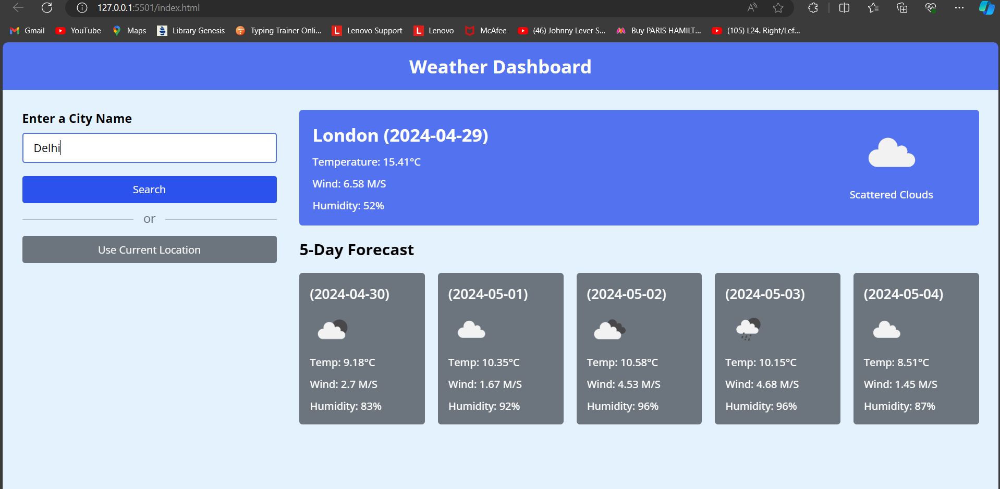 127.0.0.1:5501/index.html
Gmail YouTube Maps Library Genesis Typing Trainer Onli... Lenovo Support Lenovo McAfee (46) Johnny Lever S... Buy PARIS HAMILT... (105) L24. Right/Lef...
Weather Dashboard
Enter a City Name
Delhi
Search
or
Use Current Location
London (2024-04-29)
Temperature: 15.41°C
Wind: 6.58 M/S
Humidity: 52%
Scattered Clouds
5-Day Forecast
(2024-04-30)
Temp: 9.18°C
Wind: 2.7 M/S
Humidity: 83%
(2024-05-01)
Temp: 10.35°C
Wind: 1.67 M/S
Humidity: 92%
(2024-05-02)
Temp: 10.58°C
Wind: 4.53 M/S
Humidity: 96%
(2024-05-03)
Temp: 10.15°C
Wind: 4.68 M/S
Humidity: 96%
(2024-05-04)
Temp: 8.51°C
Wind: 1.45 M/S
Humidity: 87%